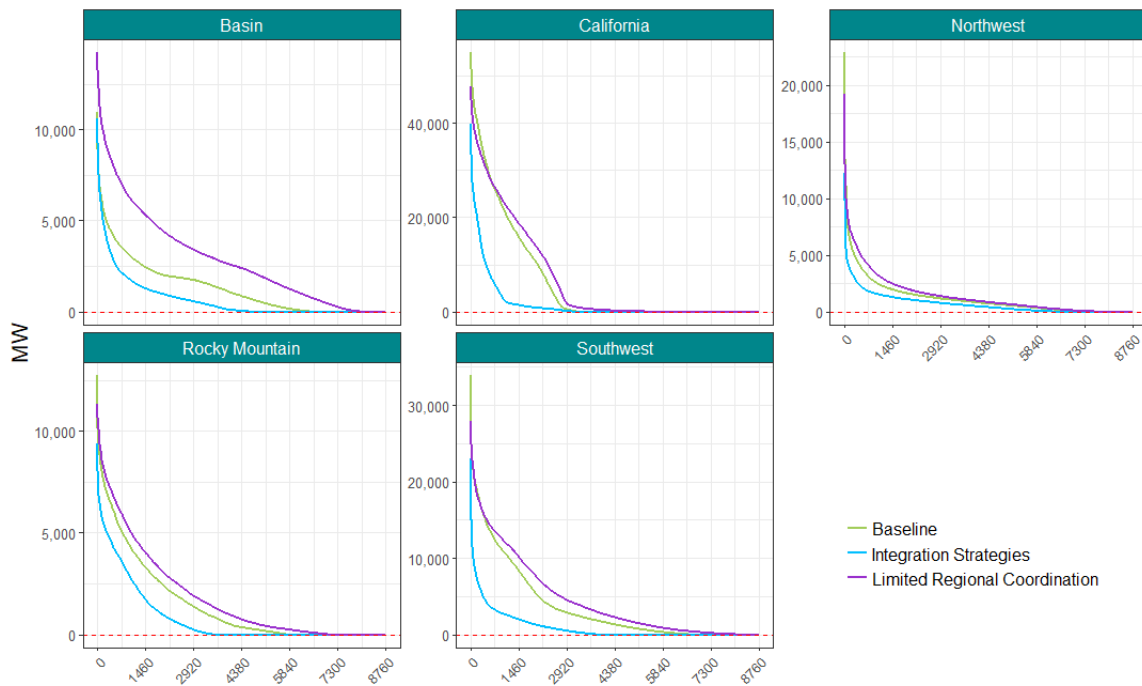 Basin
California
Northwest
10,000
5,000
0
40,000
20,000
0
20,000
15,000
10,000
5,000
0
0 1460 2920 4380 5840 7300 8760
MW
Rocky Mountain
Southwest
10,000
5,000
0
30,000
20,000
10,000
0
0 1460 2920 4380 5840 7300 8760
0 1460 2920 4380 5840 7300 8760
Baseline
Integration Strategies
Limited Regional Coordination